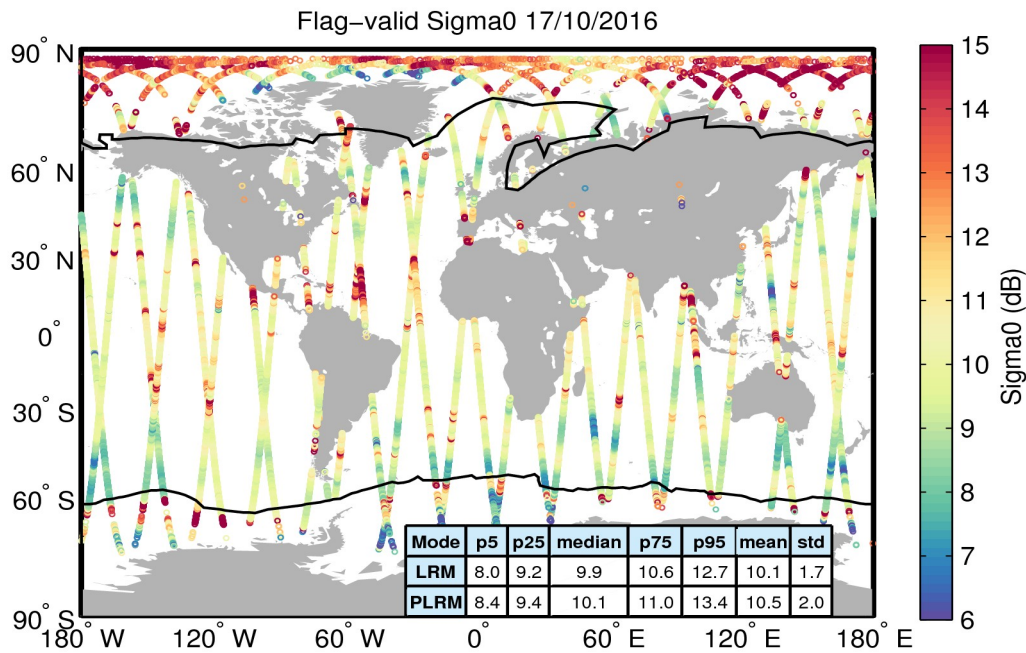 Flag-valid Sigma0 17/10/2016
90° N
60° N
30° N
0°
30° S
60° S
90° S
180° W
120° W
60° W
0°
60° E
120° E
180° E
Mode p5 p25 median p75 p95 mean std
LRM 8.0 9.2 9.9 10.6 12.7 10.1 1.7
PLRM 8.4 9.4 10.1 11.0 13.4 10.5 2.0
15
14
13
12
11
10
9
8
7
6
Sigma0 (dB)